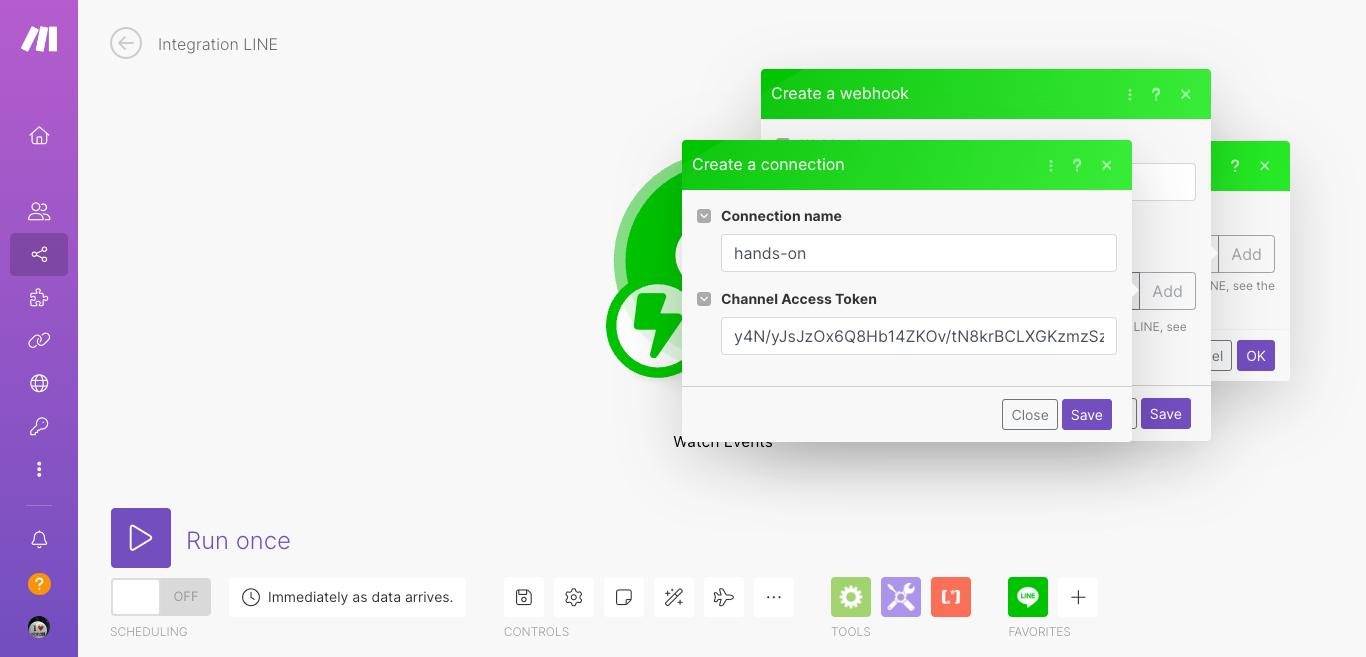 Integration LINE
Create a webhook
Create a connection
Connection name
hands-on
Add
Add
NE, see the
Channel Access Token
LINE, see
y4N/yJsJzOx6Q8Hb14ZKOv/tN8krBCLXGKzmzSz
el
OK
Close
Save
Save
Watch Events
Run once
OFF
Immediately as data arrives.
LINE
SCHEDULING
CONTROLS
TOOLS
FAVORITES